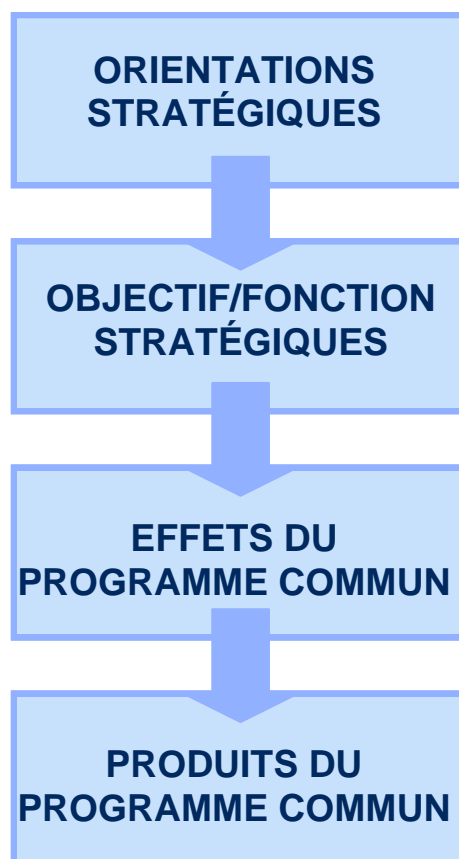 ORIENTATIONS
STRATÉGIQUES
OBJECTIF/FONCTION
STRATÉGIQUES
EFFETS DU
PROGRAMME COMMUN
PRODUITS DU
PROGRAMME COMMUN